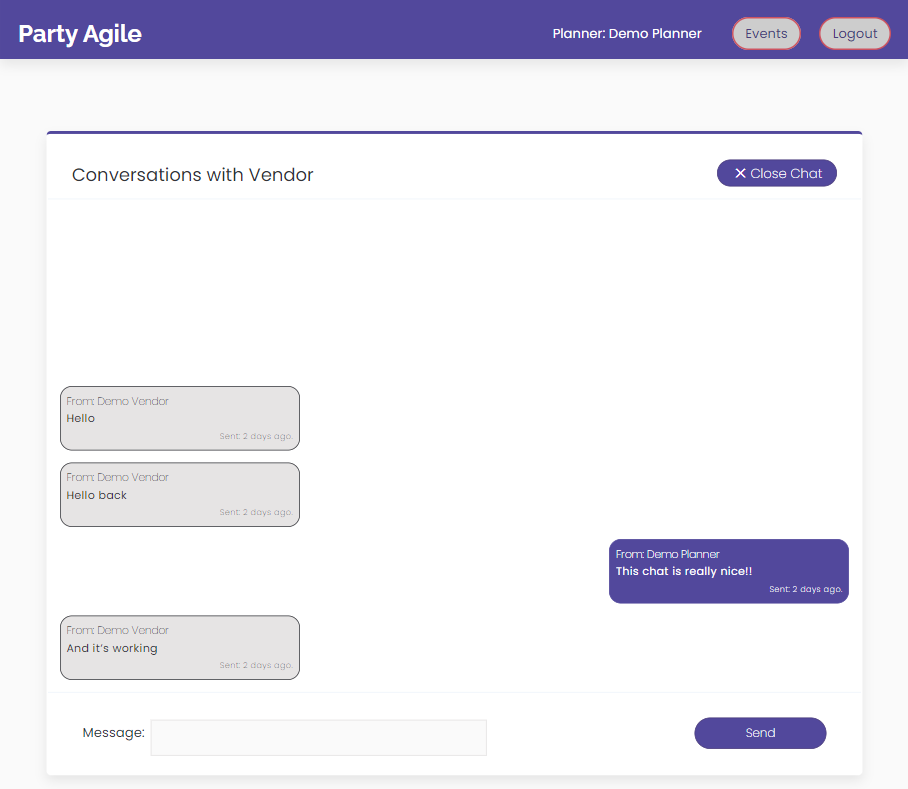 Party Agile
Planner: Demo Planner
Events
Logout
Conversations with Vendor
Close Chat
From: Demo Vendor
Hello
Sent: 2 days ago.
From: Demo Vendor
Hello back
Sent: 2 days ago.
From: Demo Planner
This chat is really nice!!
Sent: 2 days ago.
From: Demo Vendor
And it's working
Sent: 2 days ago.
Message:
Send